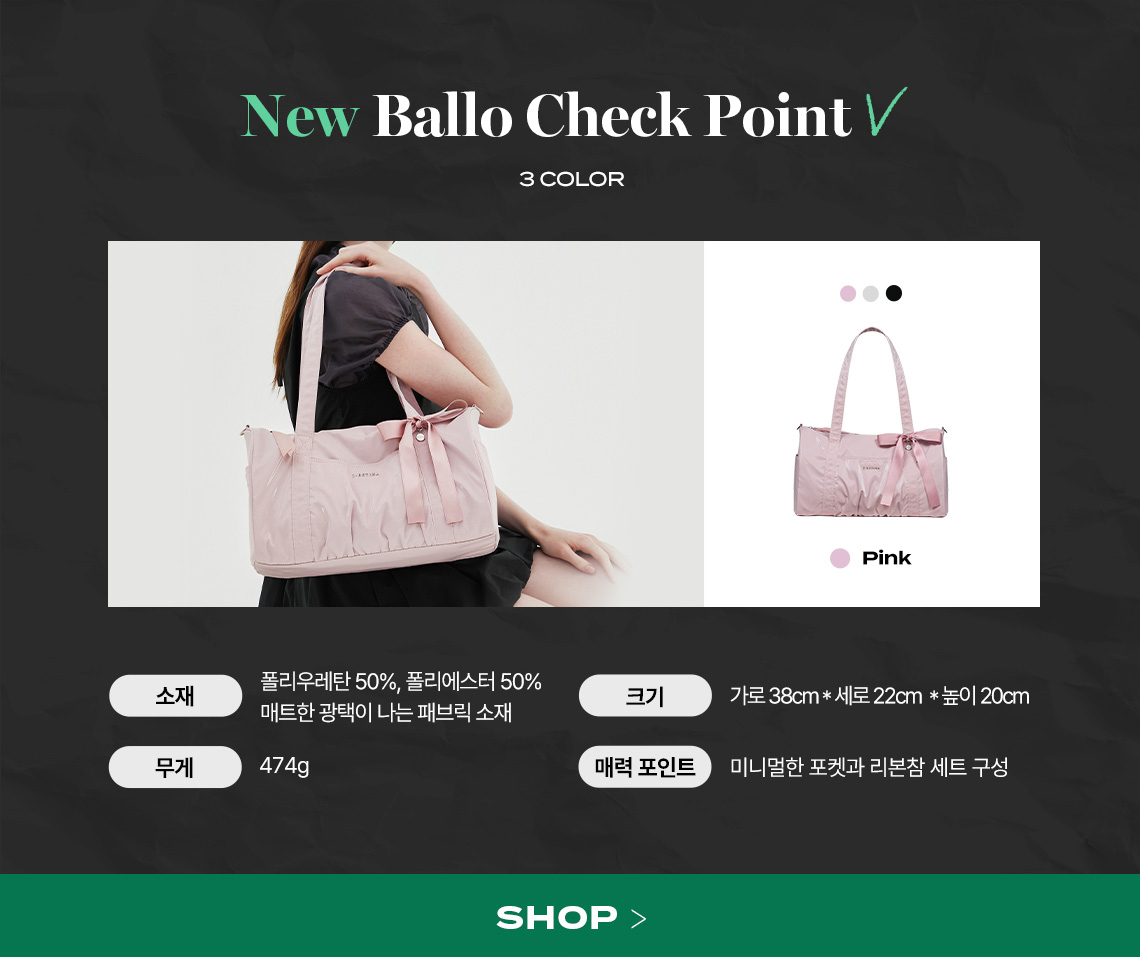 New Ballo Check Point
3 COLOR
Pink
소재
폴리우레탄 50%, 폴리에스터 50%
매트한 광택이 나는 패브릭 소재
크기
가로 38cm * 세로 22cm * 높이 20cm
무게
474g
매력 포인트
미니멀한 포켓과 리본참 세트 구성
SHOP >